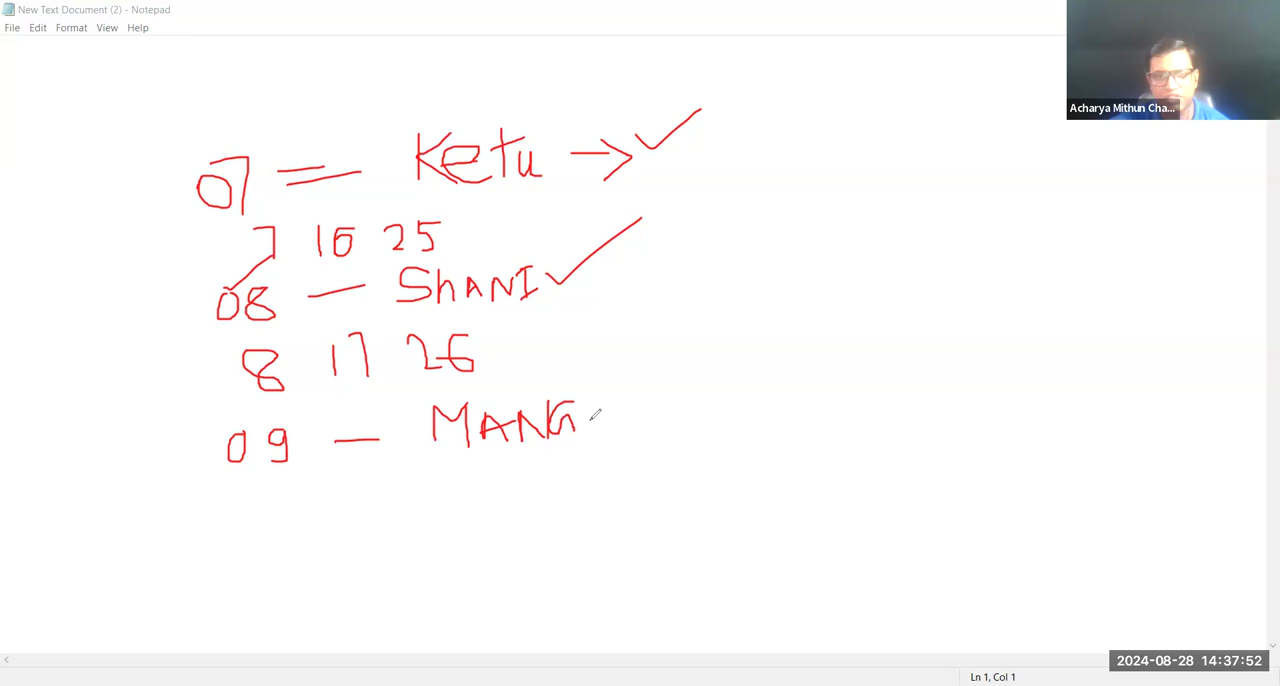 New Text Document (2) - Notepad
File Edit Format View Help
Acharya Mithun Cha...
07 = Ketu → ✓
7 16 25
08 — ShANI ✓
8 17 26
09 — MANG
2024-08-28 14:37:52
Ln 1, Col 1